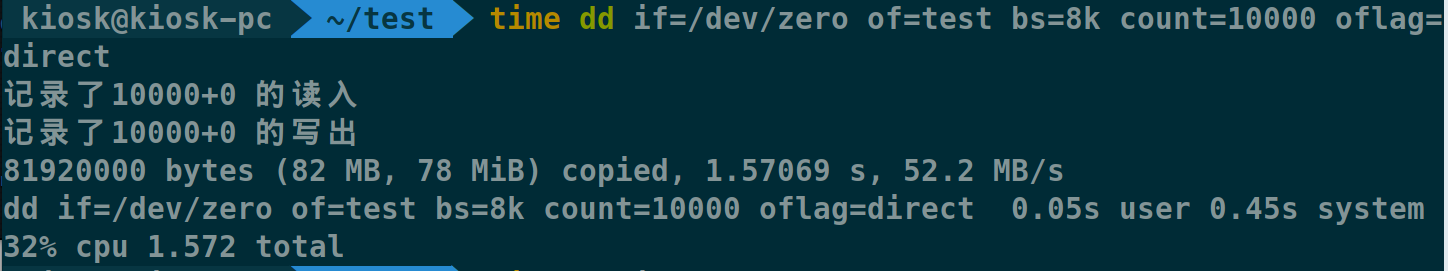 kiosk@kiosk-pc ~/test time dd if=/dev/zero of=test bs=8k count=10000 oflag=
direct
记录了10000+0 的读入
记录了10000+0 的写出
81920000 bytes (82 MB, 78 MiB) copied, 1.57069 s, 52.2 MB/s
dd if=/dev/zero of=test bs=8k count=10000 oflag=direct  0.05s user 0.45s system
32% cpu 1.572 total